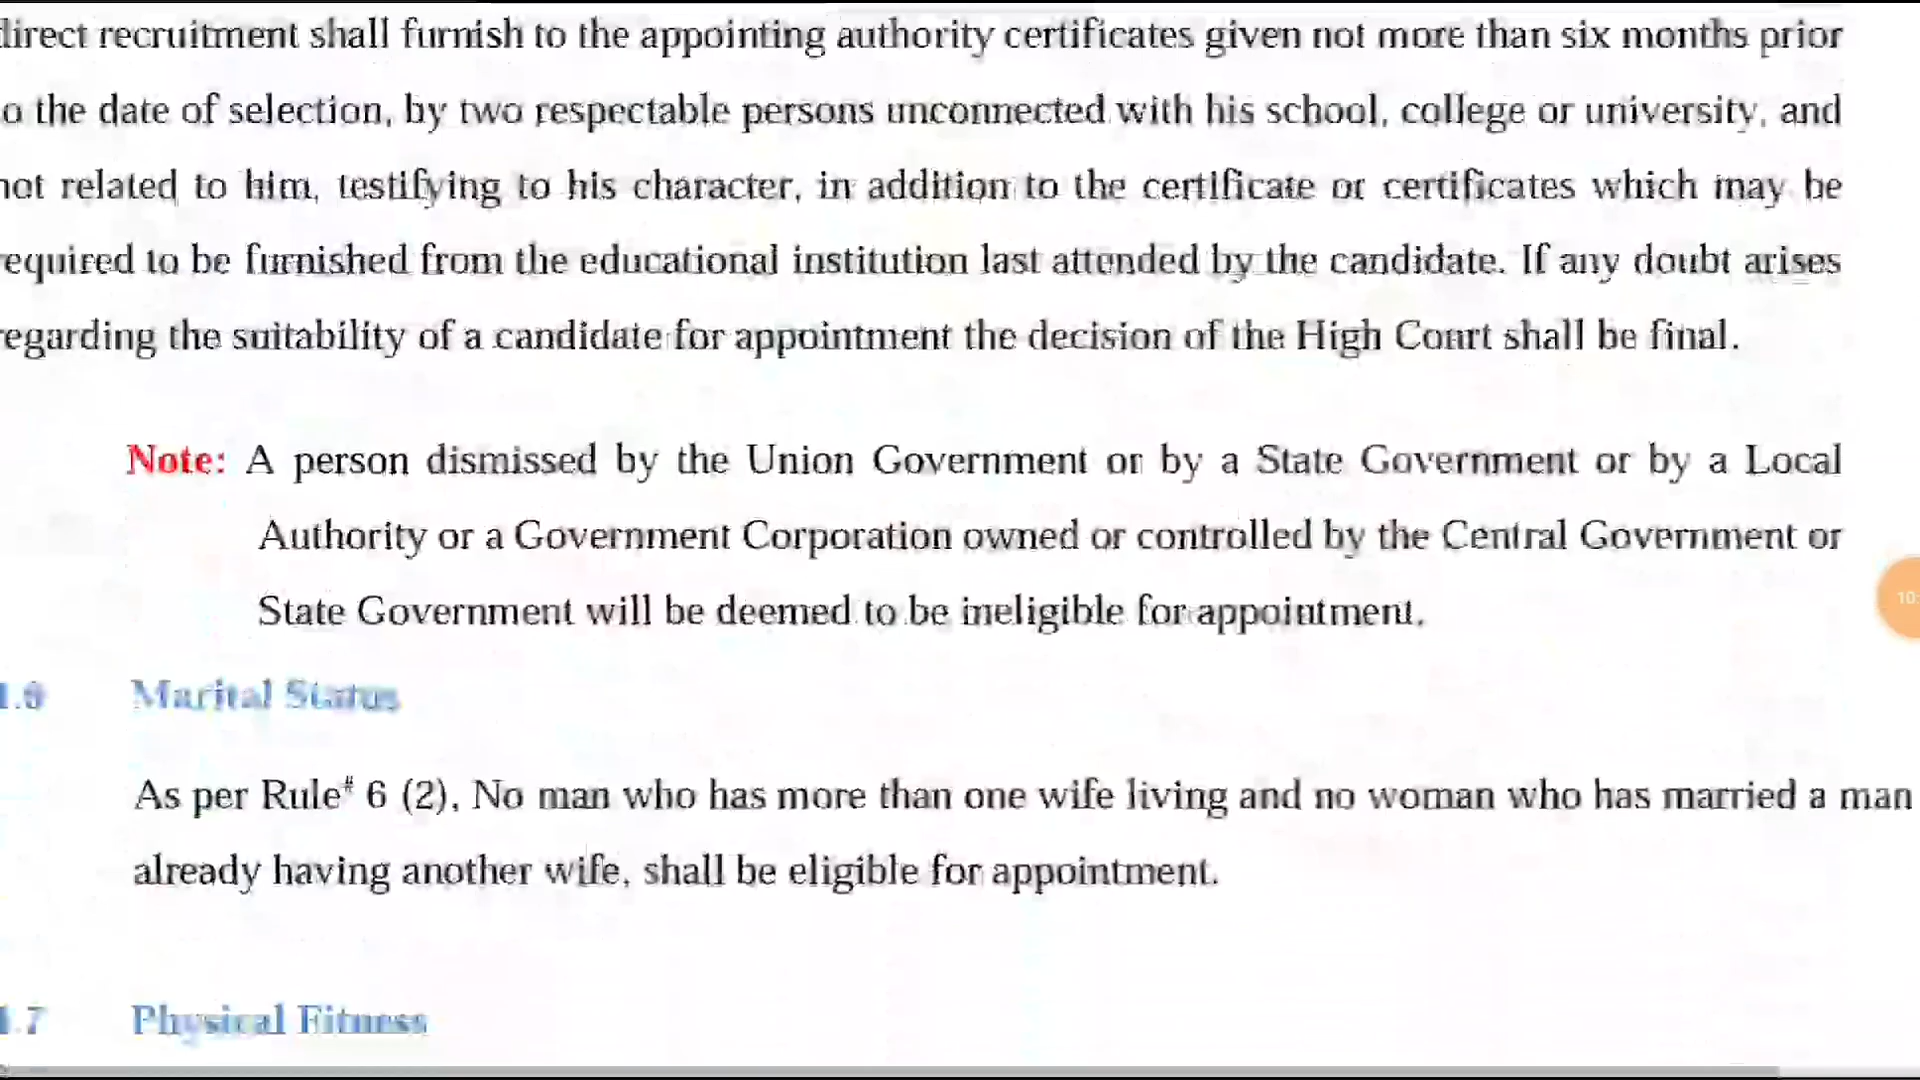 direct recruitment shall furnish to the appointing authority certificates given not more than six months prior
o the date of selection, by two respectable persons unconnected with his school, college or university, and
not related to him, testifying to his character, in addition to the certificate or certificates which may be
equired to be furnished from the educational institution last attended by the candidate. If any doubt arises
egarding the suitability of a candidate for appointment the decision of the High Court shall be final.
Note: A person dismissed by the Union Government or by a State Government or by a Local
Authority or a Government Corporation owned or controlled by the Central Government or
State Government will be deemed to be ineligible for appointment.
Marital Status
As per Rule# 6 (2), No man who has more than one wife living and no woman who has married a man
already having another wife, shall be eligible for appointment.
.7 Physical Fitness
10